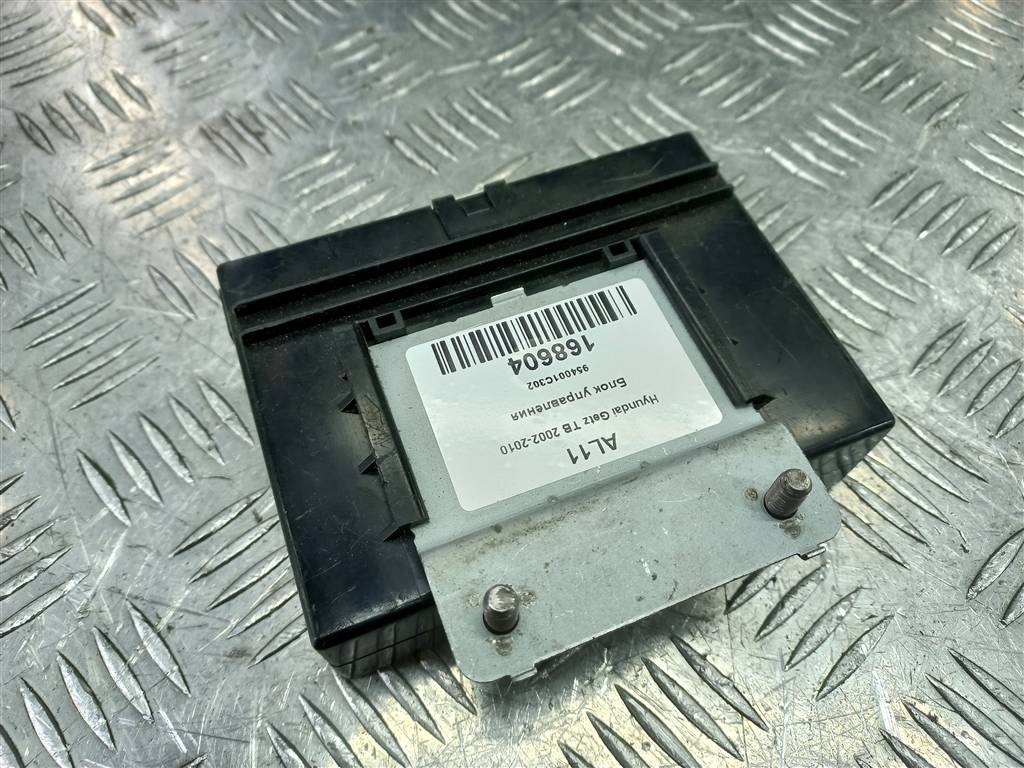 AL11
Hyundai Getz TB 2002-2010
Блок управления
954001C302
168604